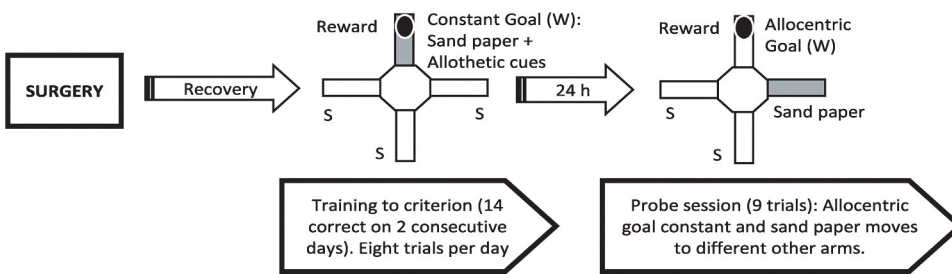 SURGERY
Recovery
Reward
Constant Goal (W):
Sand paper +
Allothetic cues
S
S
S
24 h
Reward
Allocentric
Goal (W)
S
Sand paper
S
Training to criterion (14
correct on 2 consecutive
days). Eight trials per day
Probe session (9 trials): Allocentric
goal constant and sand paper moves
to different other arms.